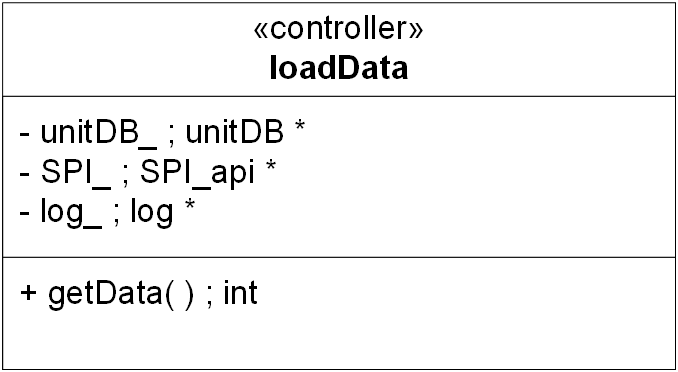 «controller»
loadData
- unitDB_ ; unitDB *
- SPI_ ; SPI_api *
- log_ ; log *
+ getData( ) ; int